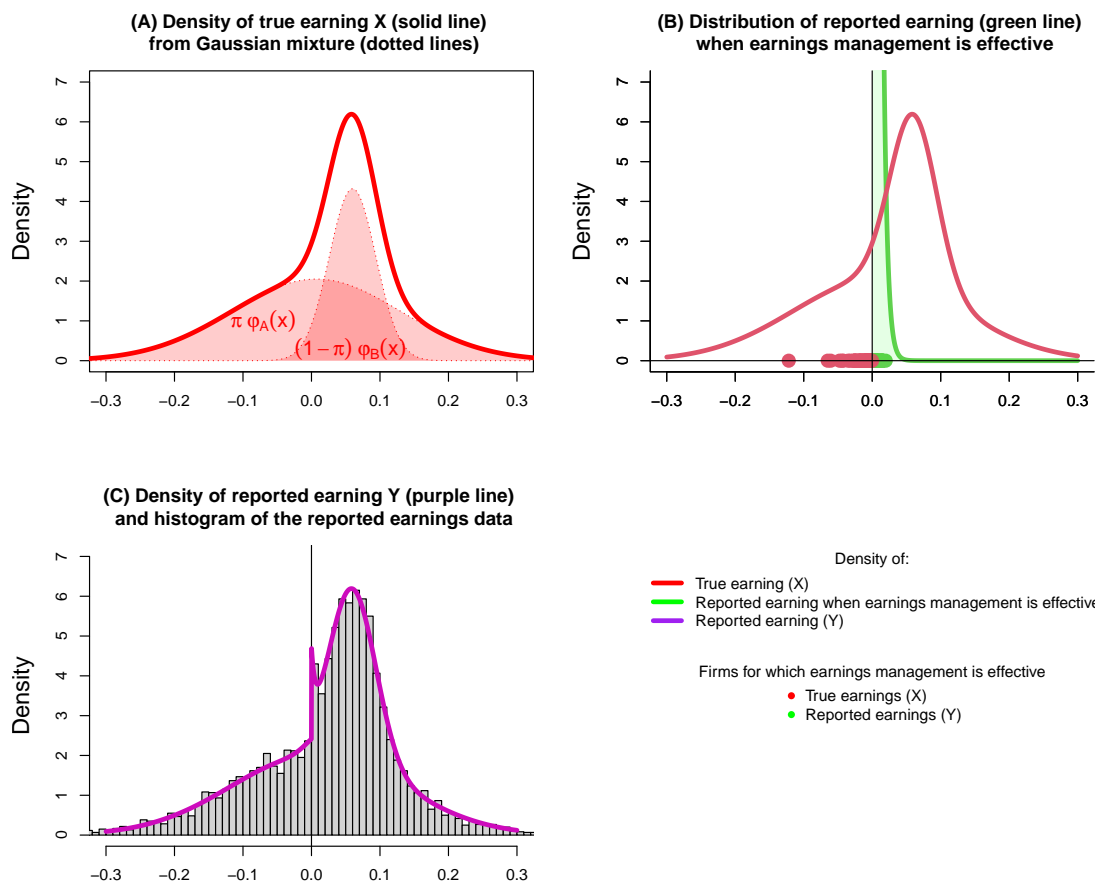 (A) Density of true earning X (solid line)
from Gaussian mixture (dotted lines)
Density
7
6
5
4
3
2
1
0
π φA(x)
(1−π) φB(x)
−0.3 −0.2 −0.1 0.0 0.1 0.2 0.3
(B) Distribution of reported earning (green line)
when earnings management is effective
Density
7
6
5
4
3
2
1
0
−0.3 −0.2 −0.1 0.0 0.1 0.2 0.3
(C) Density of reported earning Y (purple line)
and histogram of the reported earnings data
Density
7
6
5
4
3
2
1
0
−0.3 −0.2 −0.1 0.0 0.1 0.2 0.3
Density of:
True earning (X)
Reported earning when earnings management is effective
Reported earning (Y)
Firms for which earnings management is effective
True earnings (X)
Reported earnings (Y)